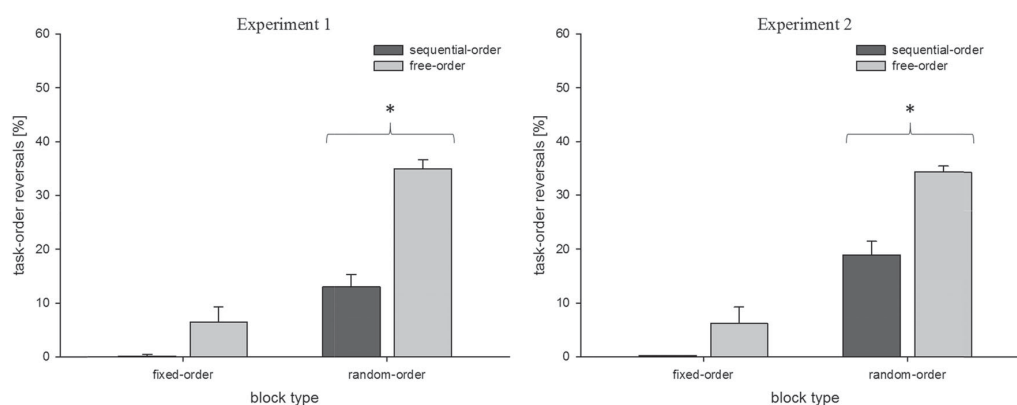 Experiment 1
sequential-order
free-order
task-order reversals [%]
60
50
40
30
20
10
0
*
fixed-order
random-order
block type
Experiment 2
sequential-order
free-order
task-order reversals [%]
60
50
40
30
20
10
0
*
fixed-order
random-order
block type